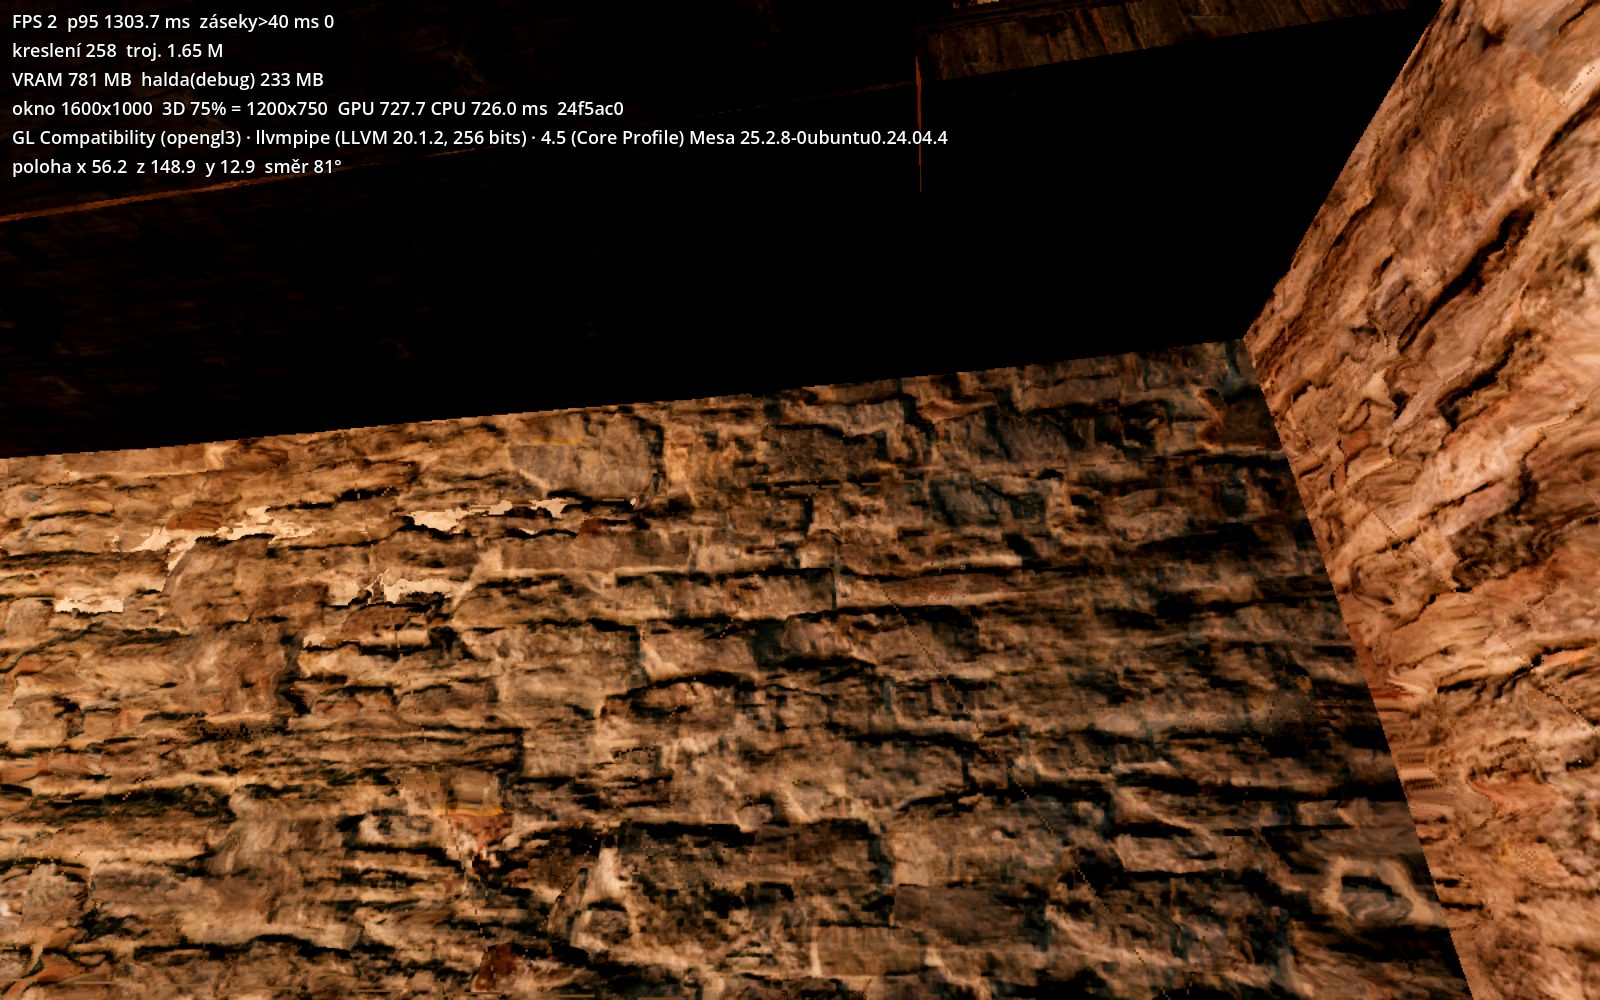 FPS 2  p95 1303.7 ms  záseky>40 ms 0
kreslení 258  troj. 1.65 M
VRAM 781 MB  halda(debug) 233 MB
okno 1600x1000  3D 75% = 1200x750  GPU 727.7 CPU 726.0 ms  24f5ac0
GL Compatibility (opengl3) · llvmpipe (LLVM 20.1.2, 256 bits) · 4.5 (Core Profile) Mesa 25.2.8-0ubuntu0.24.04.4
poloha x 56.2  z 148.9  y 12.9  směr 81°